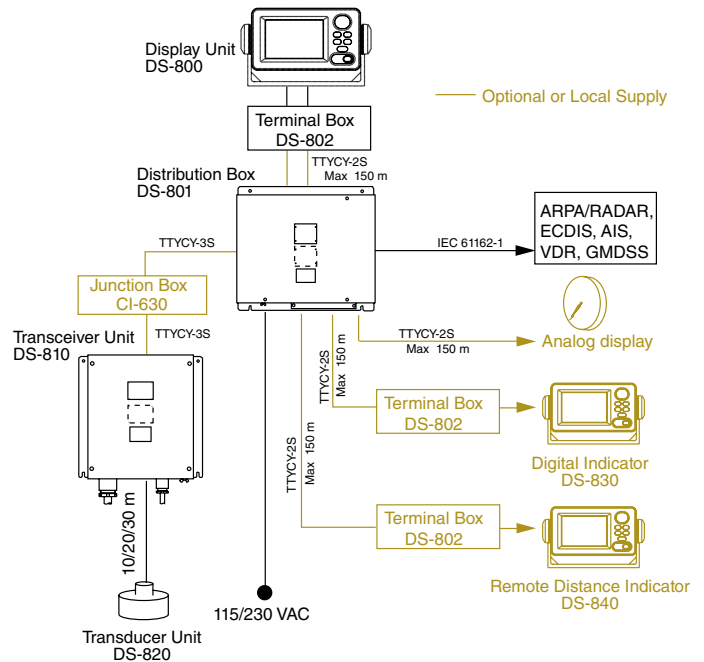 Display Unit
DS-800
Optional or Local Supply
Terminal Box
DS-802
TTYCY-2S
Max 150 m
Distribution Box
DS-801
ARPA/RADAR,
ECDIS, AIS,
VDR, GMDSS
IEC 61162-1
TTYCY-3S
Junction Box
CI-630
TTYCY-3S
Transceiver Unit
DS-810
TTYCY-2S
Max 150 m
Analog display
TTYCY-2S
Max 150 m
Terminal Box
DS-802
Digital Indicator
DS-830
TTYCY-2S
Max 150 m
Terminal Box
DS-802
Remote Distance Indicator
DS-840
10/20/30 m
115/230 VAC
Transducer Unit
DS-820